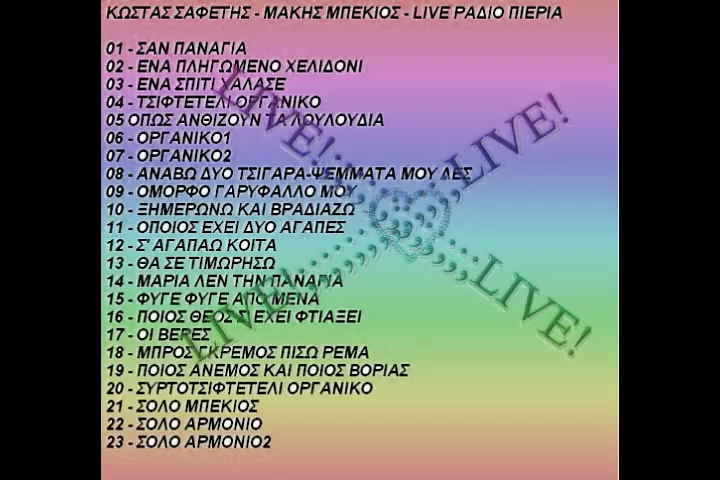 ΚΩΣΤΑΣ ΣΑΦΕΤΗΣ - ΜΑΚΗΣ ΜΠΕΚΙΟΣ - LIVE ΡΑΔΙΟ ΠΙΕΡΙΑ
01 - ΣΑΝ ΠΑΝΑΓΙΑ
02 - ΕΝΑ ΠΛΗΓΩΜΕΝΟ ΧΕΛΙΔΟΝΙ
03 - ΕΝΑ ΣΠΙΤΙ ΧΑΛΑΣΕ
04 - ΤΣΙΦΤΕΤΕΛΙ ΟΡΓΑΝΙΚΟ
05 ΟΠΩΣ ΑΝΘΙΖΟΥΝ ΤΑ ΛΟΥΛΟΥΔΙΑ
06 - ΟΡΓΑΝΙΚΟ1
07 - ΟΡΓΑΝΙΚΟ2
08 - ΑΝΑΒΩ ΔΥΟ ΤΣΙΓΑΡΑ-ΨΕΜΜΑΤΑ ΜΟΥ ΛΕΣ
09 - ΟΜΟΡΦΟ ΓΑΡΥΦΑΛΛΟ ΜΟΥ
10 - ΞΗΜΕΡΩΝΩ ΚΑΙ ΒΡΑΔΙΑΖΩ
11 - ΟΠΟΙΟΣ ΕΧΕΙ ΔΥΟ ΑΓΑΠΕΣ
12 - Σ' ΑΓΑΠΑΩ ΚΟΙΤΑ
13 - ΘΑ ΣΕ ΤΙΜΩΡΗΣΩ
14 - ΜΑΡΙΑ ΛΕΝ ΤΗΝ ΠΑΝΑΓΙΑ
15 - ΦΥΓΕ ΦΥΓΕ ΑΠΟ ΜΕΝΑ
16 - ΠΟΙΟΣ ΘΕΟΣ Σ ΕΧΕΙ ΦΤΙΑΞΕΙ
17 - ΟΙ ΒΕΡΕΣ
18 - ΜΠΡΟΣ ΓΚΡΕΜΟΣ ΠΙΣΩ ΡΕΜΑ
19 - ΠΟΙΟΣ ΑΝΕΜΟΣ ΚΑΙ ΠΟΙΟΣ ΒΟΡΙΑΣ
20 - ΣΥΡΤΟΤΣΙΦΤΕΤΕΛΙ ΟΡΓΑΝΙΚΟ
21 - ΣΟΛΟ ΜΠΕΚΙΟΣ
22 - ΣΟΛΟ ΑΡΜΟΝΙΟ
23 - ΣΟΛΟ ΑΡΜΟΝΙΟ2
LIVE!
LIVE!
LIVE!
LIVE!